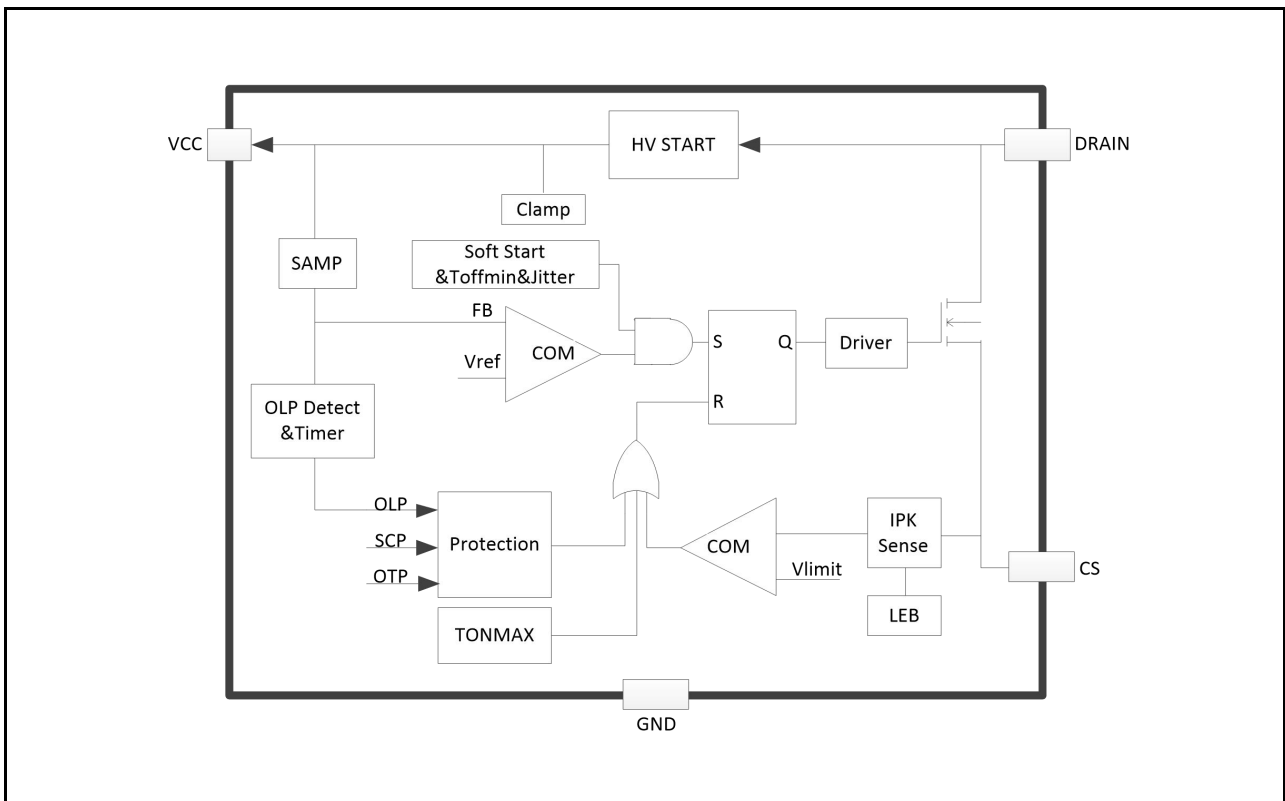 VCC
HV START
DRAIN
Clamp
SAMP
Soft Start
&Toffmin&Jitter
FB
Vref
COM
S
Q
R
Driver
OLP Detect
&Timer
OLP
SCP
OTP
Protection
TONMAX
COM
Vlimit
IPK
Sense
LEB
CS
GND